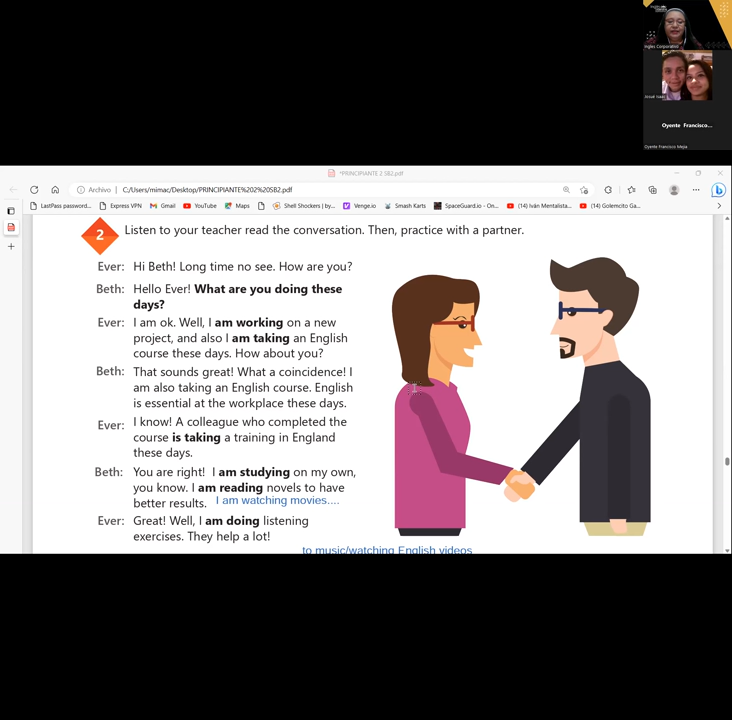 Ingles Corporativo
Josué Isaac
Oyente Francisco...
Oyente Francisco Mejia
*PRINCIPIANTE 2 SB2.pdf
Archivo
C:/Users/mimac/Desktop/PRINCIPIANTE%202%20SB2.pdf
LastPass password... Express VPN Gmail YouTube Maps Shell Shockers | by... Venge.io Smash Karts SpaceGuard.io - On... (14) Iván Mentalista... (14) Golemcito Ga...
2 Listen to your teacher read the conversation. Then, practice with a partner.
Ever: Hi Beth! Long time no see. How are you?
Beth: Hello Ever! What are you doing these
days?
Ever: I am ok. Well, I am working on a new
project, and also I am taking an English
course these days. How about you?
Beth: That sounds great! What a coincidence! I
am also taking an English course. English
is essential at the workplace these days.
Ever: I know! A colleague who completed the
course is taking a training in England
these days.
Beth: You are right! I am studying on my own,
you know. I am reading novels to have
better results. I am watching movies....
Ever: Great! Well, I am doing listening
exercises. They help a lot!
to music/watching English videos